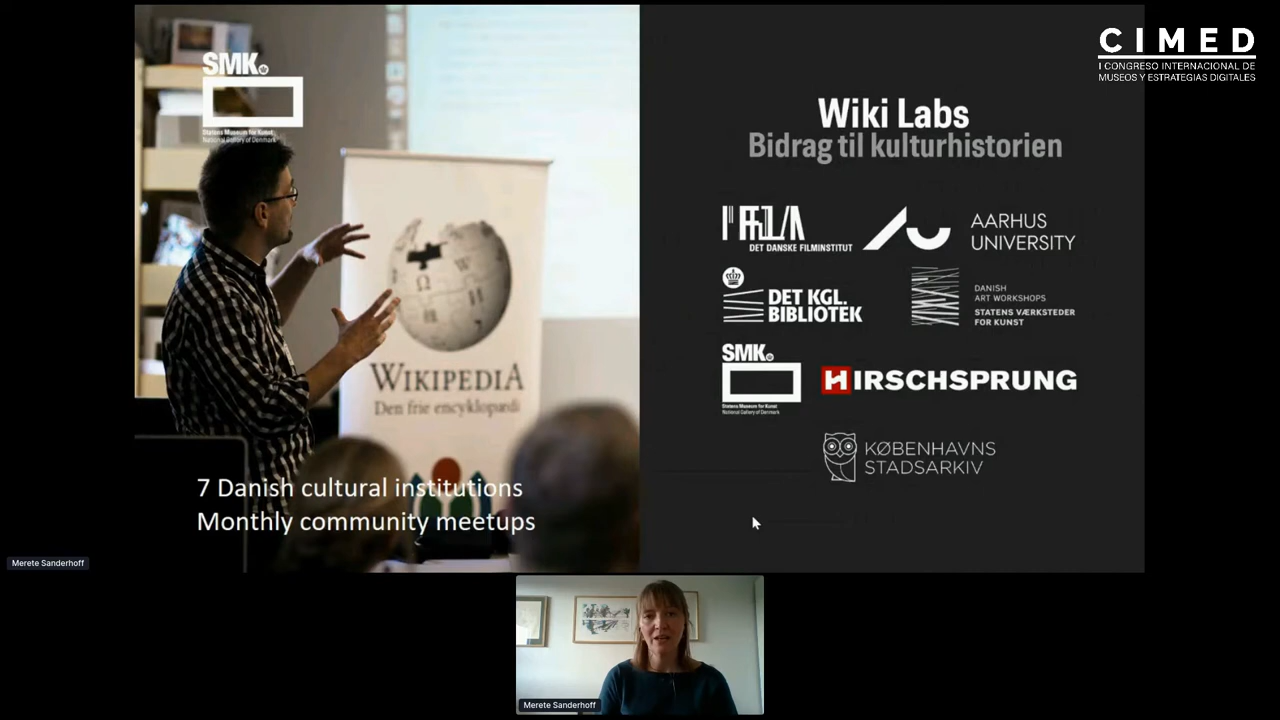 CIMED
I CONGRESO INTERNACIONAL DE
MUSEOS Y ESTRATEGIAS DIGITALES
SMK
Statens Museum for Kunst
National Gallery of Denmark
WIKIPEDIA
Den frie encyklopædi
7 Danish cultural institutions
Monthly community meetups
Wiki Labs
Bidrag til kulturhistorien
DET DANSKE FILMINSTITUT
AARHUS
UNIVERSITY
DET KGL.
BIBLIOTEK
DANISH
ART WORKSHOPS
STATENS VÆRKSTEDER
FOR KUNST
SMK
Statens Museum for Kunst
National Gallery of Denmark
HIRSCHSPRUNG
KØBENHAVNS
STADSARKIV
Merete Sanderhoff
Merete Sanderhoff